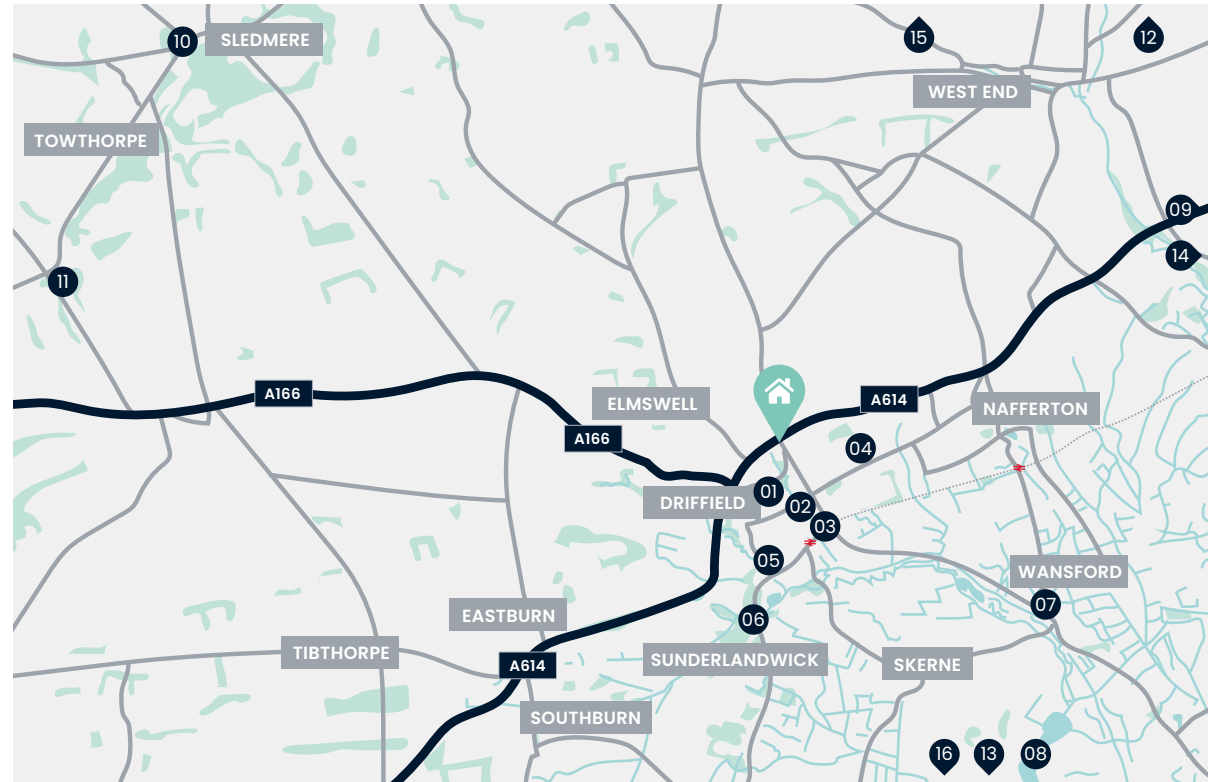 10
SLEDMERE
15
12
WEST END
TOWTHORPE
09
14
11
A166
ELMSWELL
A614
NAFFERTON
A166
04
DRIFFIELD
01
02
03
05
WANSFORD
07
EASTBURN
06
TIBTHORPE
A614
SUNDERLANDWICK
SKERNE
SOUTHBURN
16
13
08